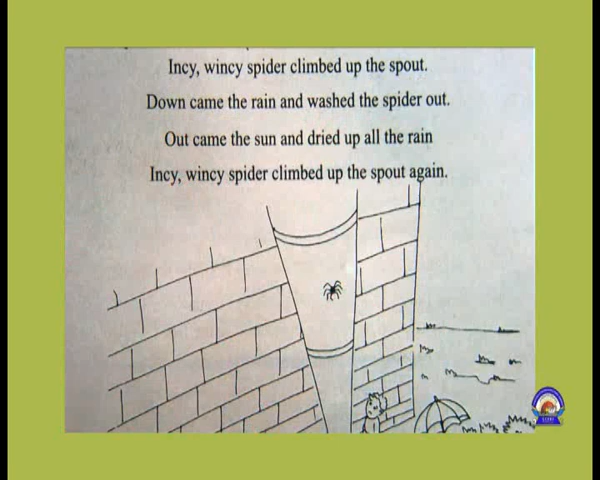 Incy, wincy spider climbed up the spout.
Down came the rain and washed the spider out.
Out came the sun and dried up all the rain
Incy, wincy spider climbed up the spout again.